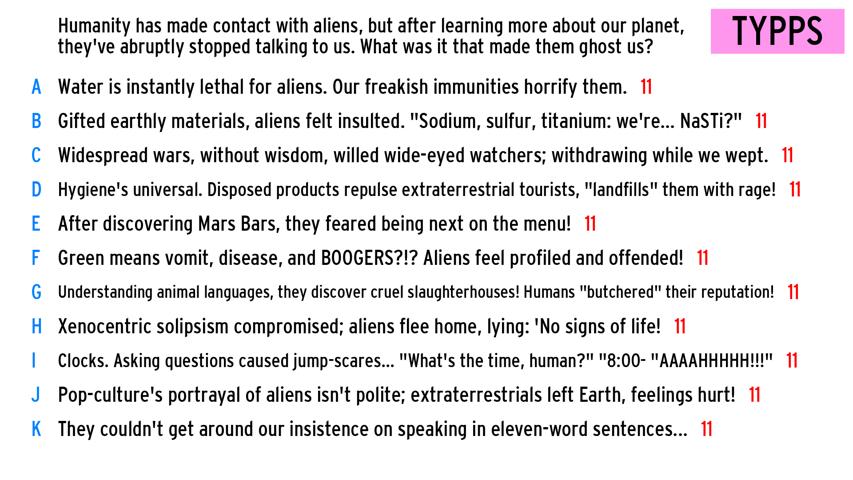 Humanity has made contact with aliens, but after learning more about our planet,
they've abruptly stopped talking to us. What was it that made them ghost us?
TYPPS
A Water is instantly lethal for aliens. Our freakish immunities horrify them. 11
B Gifted earthly materials, aliens felt insulted. "Sodium, sulfur, titanium: we're... NaSTi?" 11
C Widespread wars, without wisdom, willed wide-eyed watchers; withdrawing while we wept. 11
D Hygiene's universal. Disposed products repulse extraterrestrial tourists, "landfills" them with rage! 11
E After discovering Mars Bars, they feared being next on the menu! 11
F Green means vomit, disease, and BOOGERS?!? Aliens feel profiled and offended! 11
G Understanding animal languages, they discover cruel slaughterhouses! Humans "butchered" their reputation! 11
H Xenocentric solipsism compromised; aliens flee home, lying: 'No signs of life! 11
I Clocks. Asking questions caused jump-scares... "What's the time, human?" "8:00- "AAAAHHHHH!!!" 11
J Pop-culture's portrayal of aliens isn't polite; extraterrestrials left Earth, feelings hurt! 11
K They couldn't get around our insistence on speaking in eleven-word sentences... 11